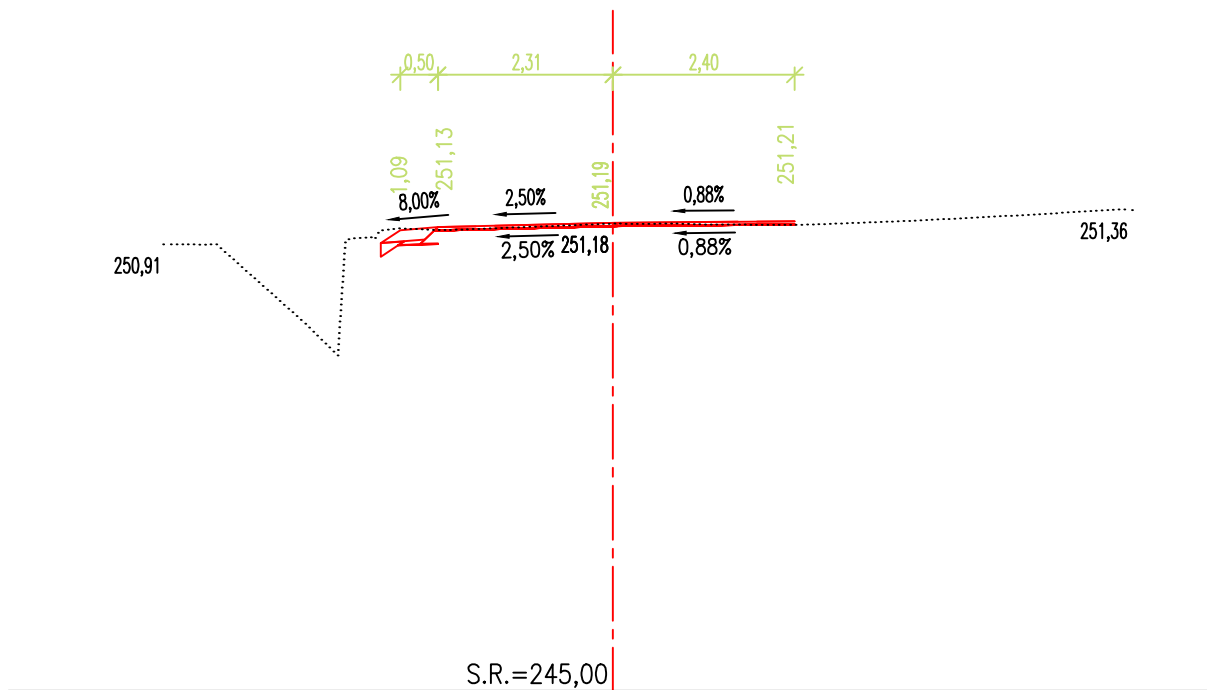 0,50 2,31 2,40
1,09 251,13 251,19 251,21
8,00% 2,50% 0,88%
250,91 2,50% 251,18 0,88% 251,36
S.R.=245,00